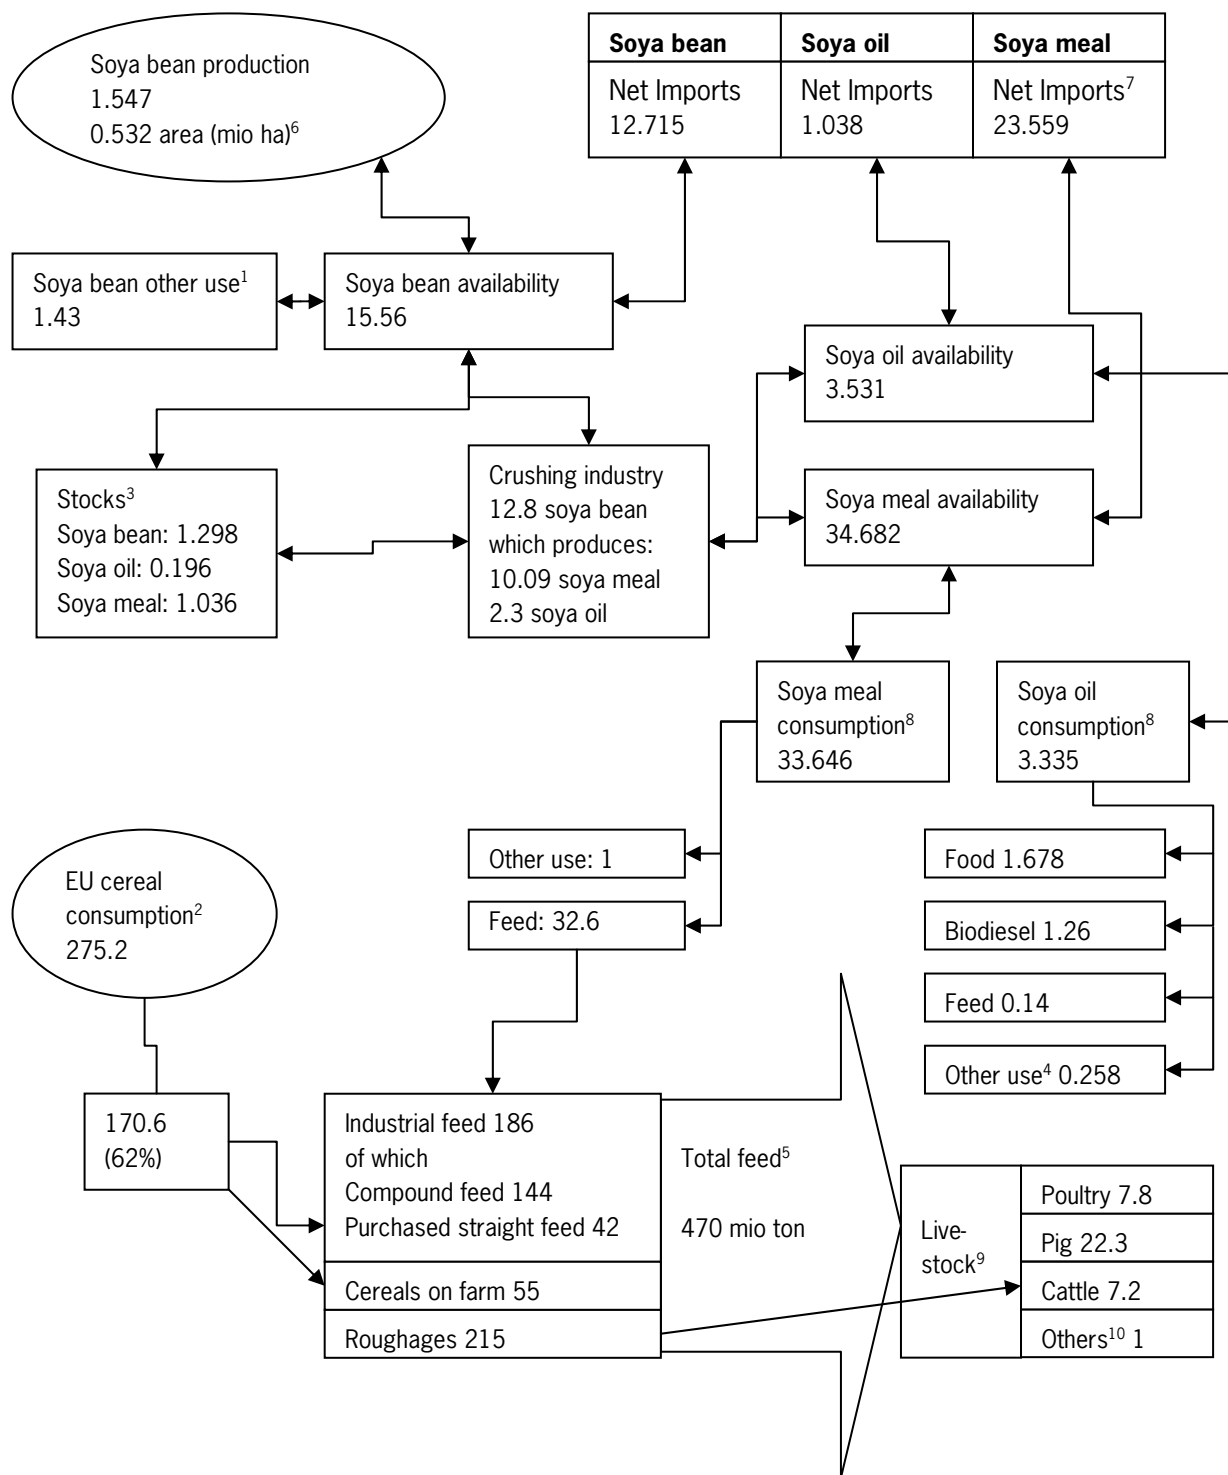 Soya bean production
1.547
0.532 area (mio ha)⁶
Soya bean
Net Imports
12.715
Soya oil
Net Imports
1.038
Soya meal
Net Imports⁷
23.559
Soya bean other use¹
1.43
Soya bean availability
15.56
Soya oil availability
3.531
Stocks³
Soya bean: 1.298
Soya oil: 0.196
Soya meal: 1.036
Crushing industry
12.8 soya bean
which produces:
10.09 soya meal
2.3 soya oil
Soya meal availability
34.682
Soya meal
consumption⁸
33.646
Soya oil
consumption⁸
3.335
EU cereal
consumption²
275.2
Other use: 1
Feed: 32.6
Food 1.678
Biodiesel 1.26
Feed 0.14
Other use⁴ 0.258
170.6
(62%)
Industrial feed 186
of which
Compound feed 144
Purchased straight feed 42
Cereals on farm 55
Roughages 215
Total feed⁵
470 mio ton
Live-
stock⁹
Poultry 7.8
Pig 22.3
Cattle 7.2
Others¹⁰ 1